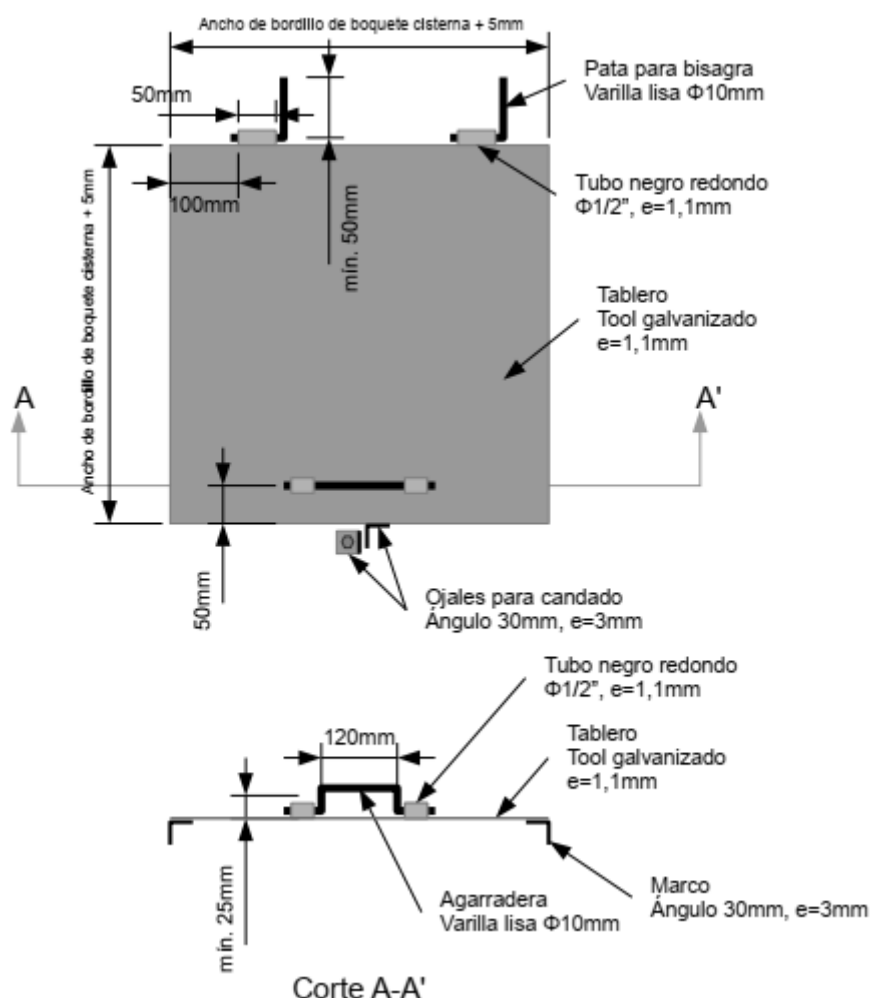 Ancho de bordillo de boquete cisterna + 5mm
Pata para bisagra
Varilla lisa Φ10mm
50mm
100mm
mín. 50mm
Tubo negro redondo
Φ1/2”, e=1,1mm
Ancho de bordillo de boquete cisterna + 5mm
Tablero
Tool galvanizado
e=1,1mm
A
A'
50mm
Ojales para candado
Ángulo 30mm, e=3mm
Tubo negro redondo
Φ1/2”, e=1,1mm
120mm
Tablero
Tool galvanizado
e=1,1mm
mín. 25mm
Agarradera
Varilla lisa Φ10mm
Marco
Ángulo 30mm, e=3mm
Corte A-A'